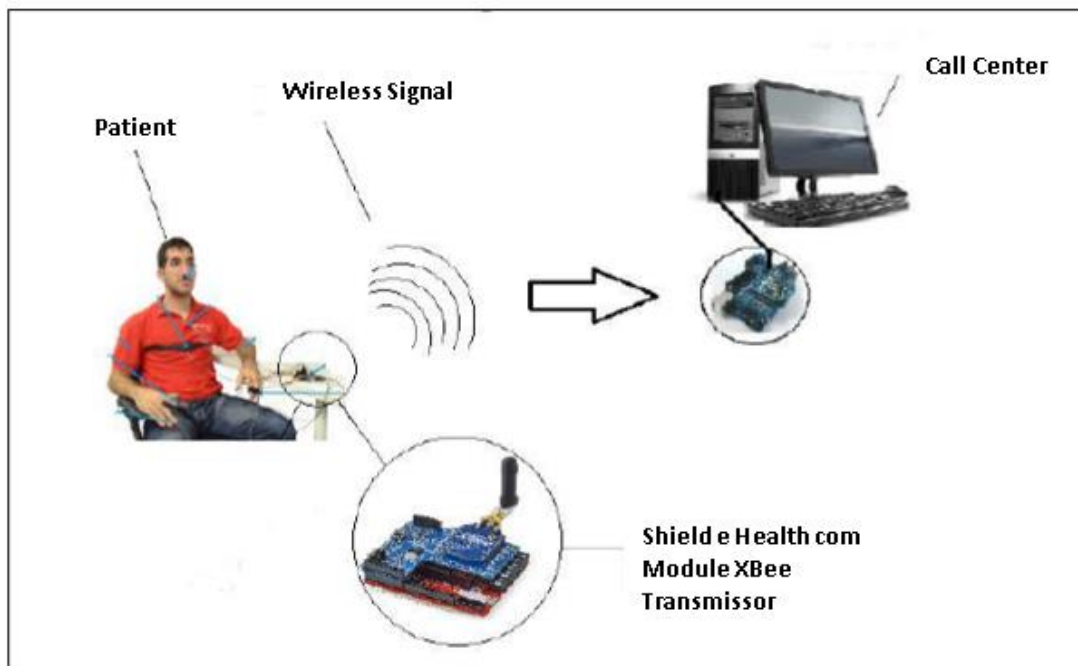 Call Center
Wireless Signal
Patient
Shield e Health com
Module XBee
Transmissor